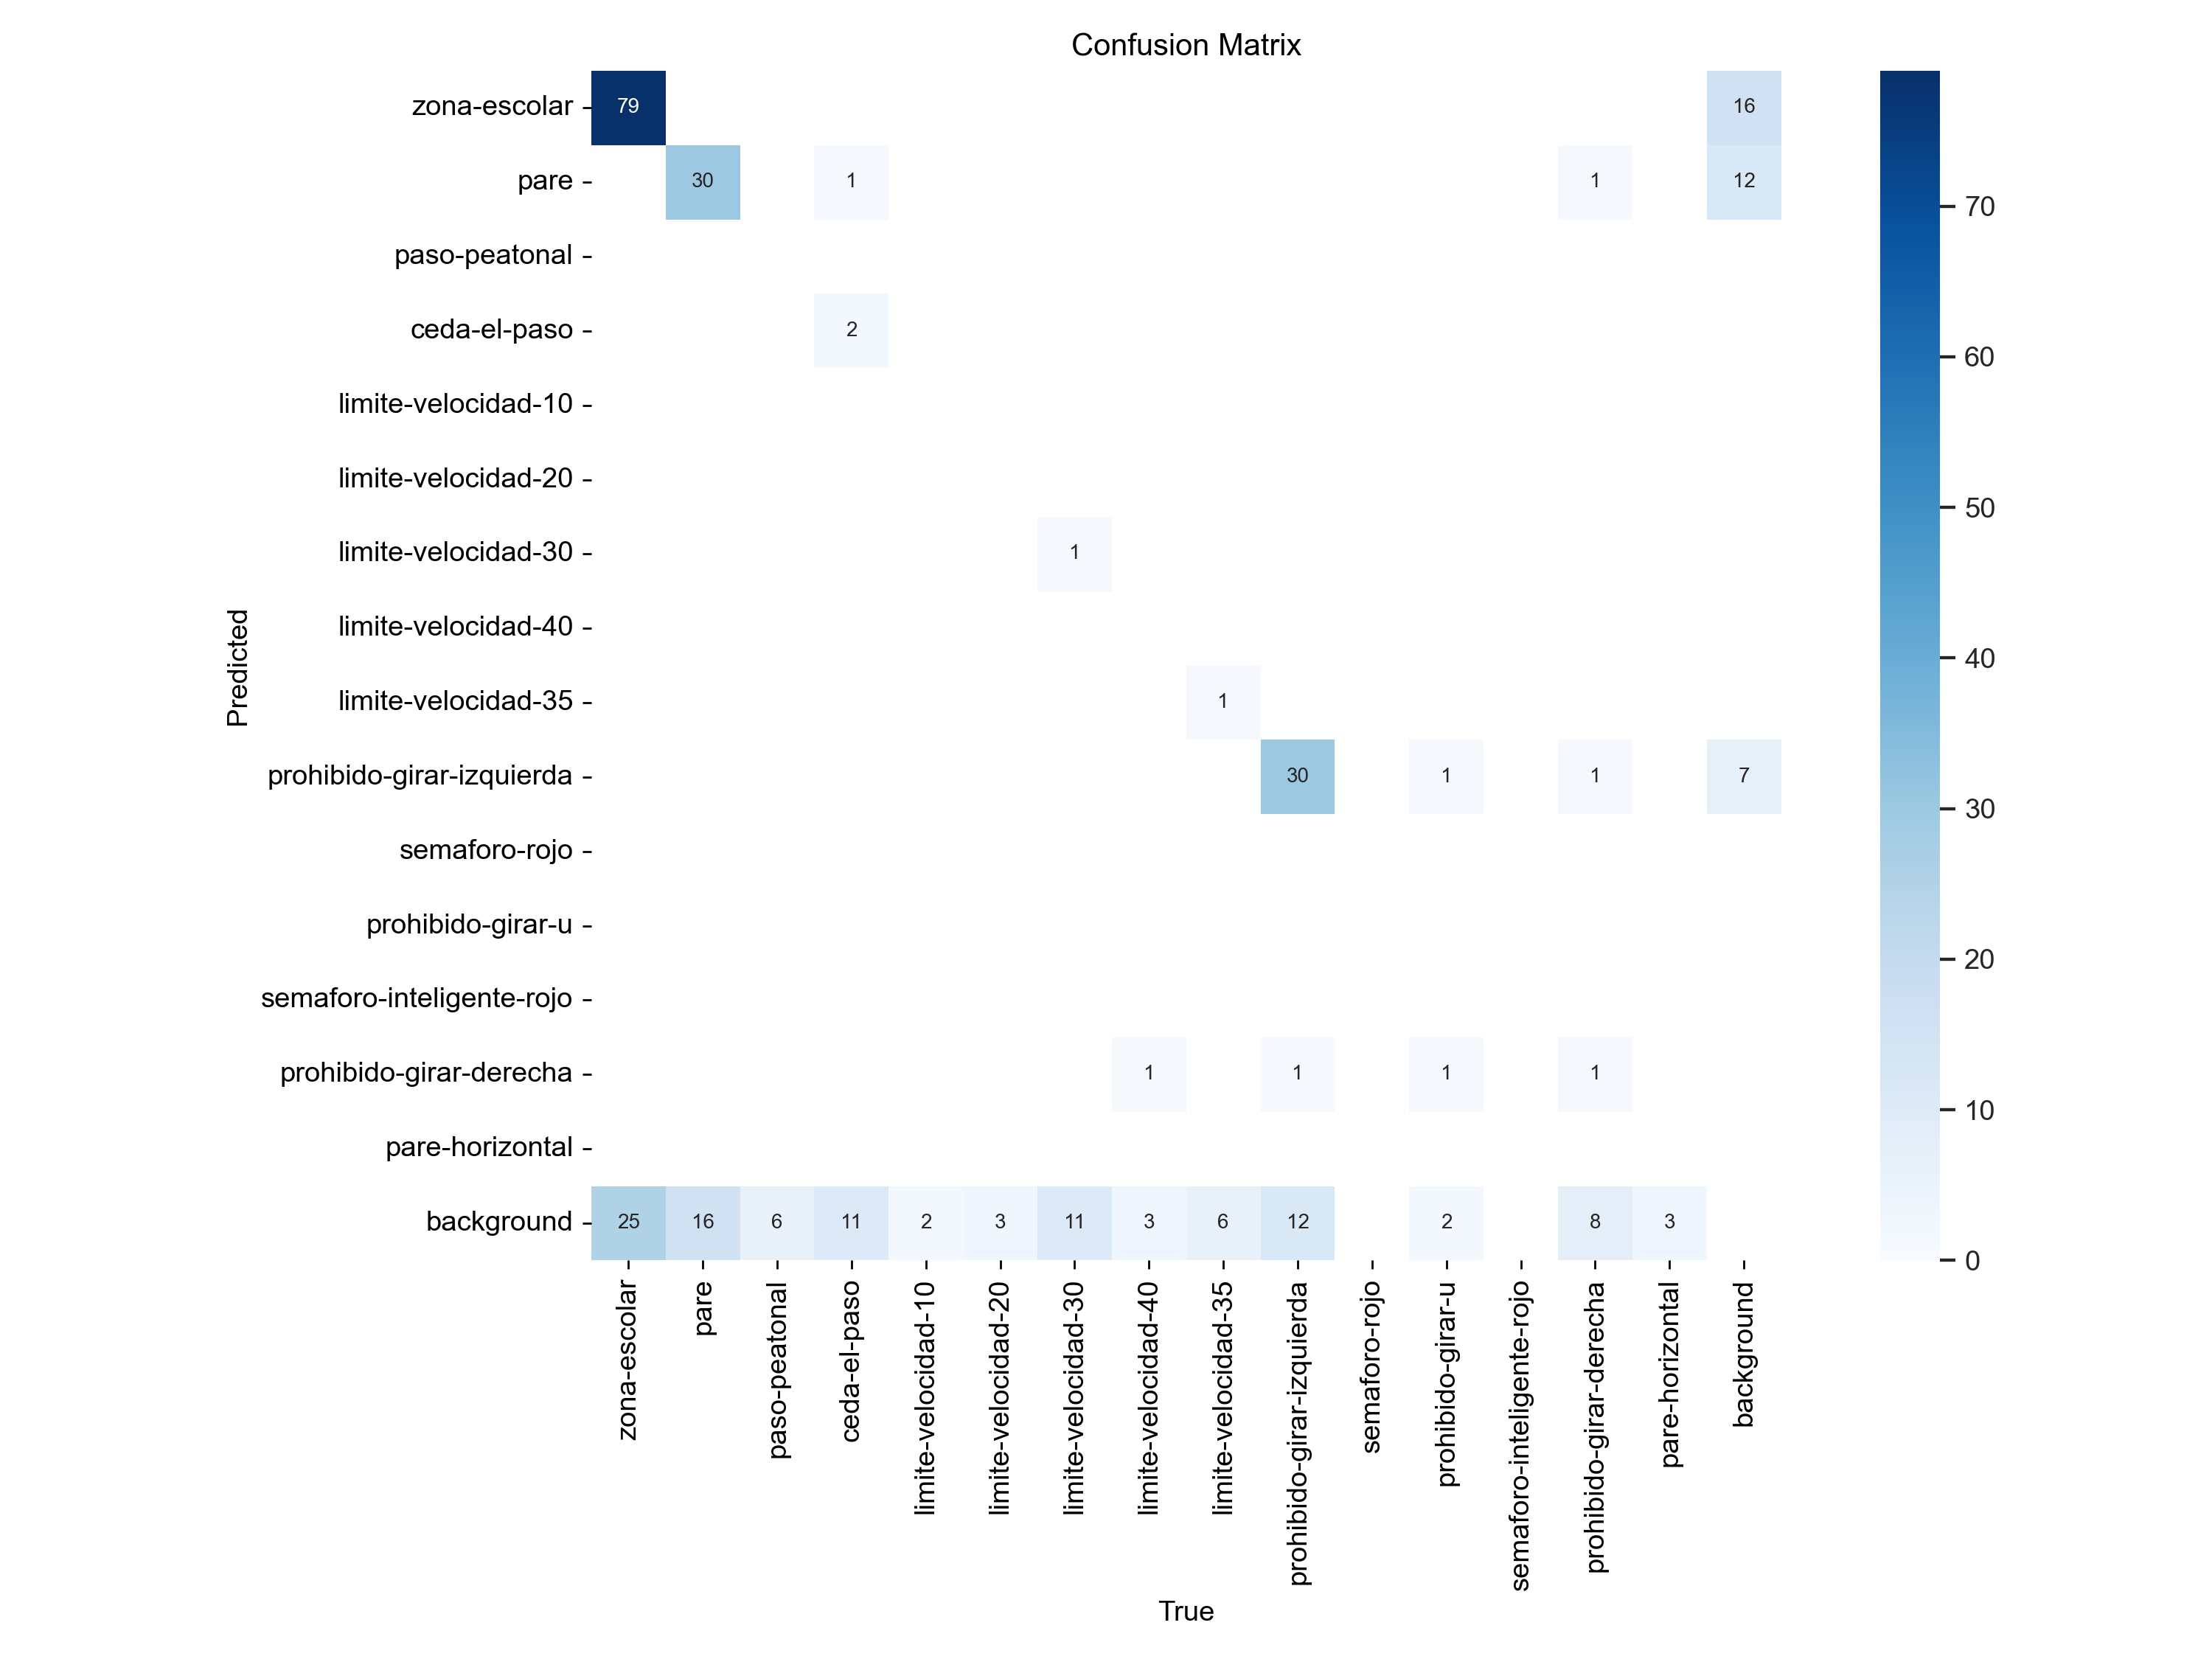 Confusion Matrix
zona-escolar 79 16
pare 30 1 1 12
paso-peatonal
ceda-el-paso 2
limite-velocidad-10
limite-velocidad-20
limite-velocidad-30 1
limite-velocidad-40
limite-velocidad-35 1
prohibido-girar-izquierda 30 1 1 7
semaforo-rojo
prohibido-girar-u
semaforo-inteligente-rojo
prohibido-girar-derecha 1 1 1 1
pare-horizontal
background 25 16 6 11 2 3 11 3 6 12 2 8 3
Predicted
zona-escolar
pare
paso-peatonal
ceda-el-paso
limite-velocidad-10
limite-velocidad-20
limite-velocidad-30
limite-velocidad-40
limite-velocidad-35
prohibido-girar-izquierda
semaforo-rojo
prohibido-girar-u
semaforo-inteligente-rojo
prohibido-girar-derecha
pare-horizontal
background
True
70
60
50
40
30
20
10
0